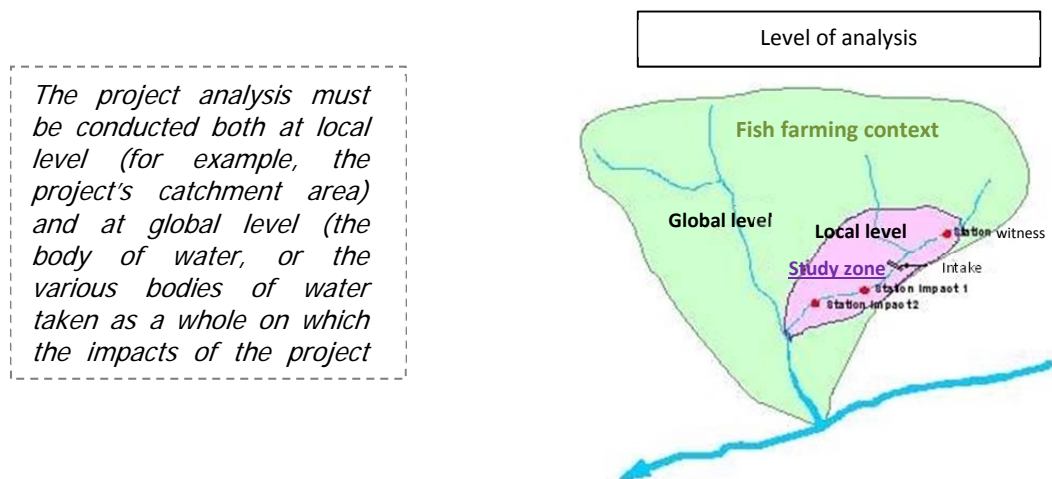 The project analysis must
be conducted both at local
level (for example, the
project's catchment area)
and at global level (the
body of water, or the
various bodies of water
taken as a whole on which
the impacts of the project
Level of analysis
Fish farming context
Global level
Local level
Station witness
Study zone
Intake
Station Impact 1
Station Impact2